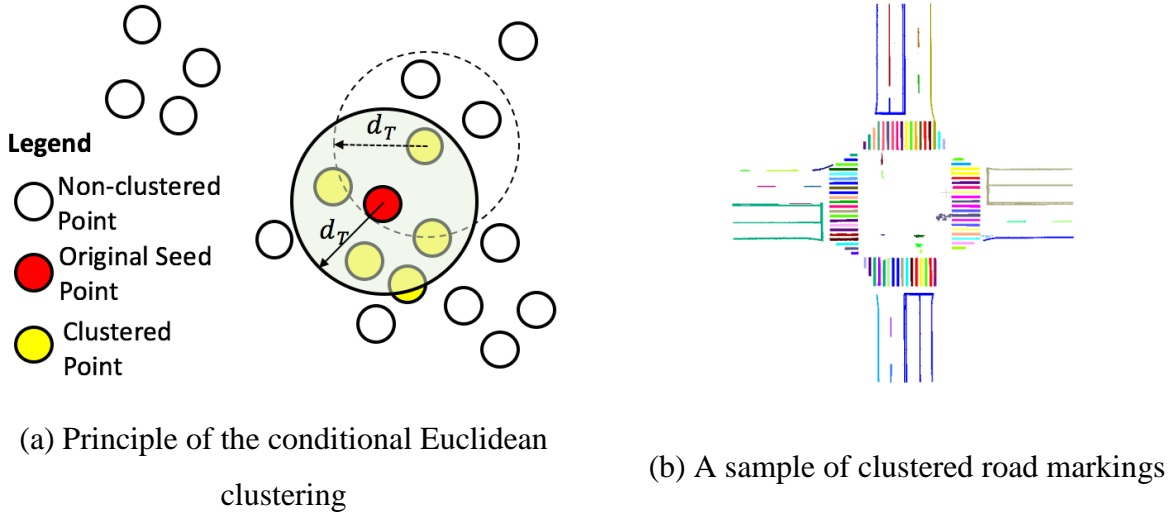 d_T
d_T
Legend
Non-clustered
Point
Original Seed
Point
Clustered
Point
(a) Principle of the conditional Euclidean
clustering
(b) A sample of clustered road markings